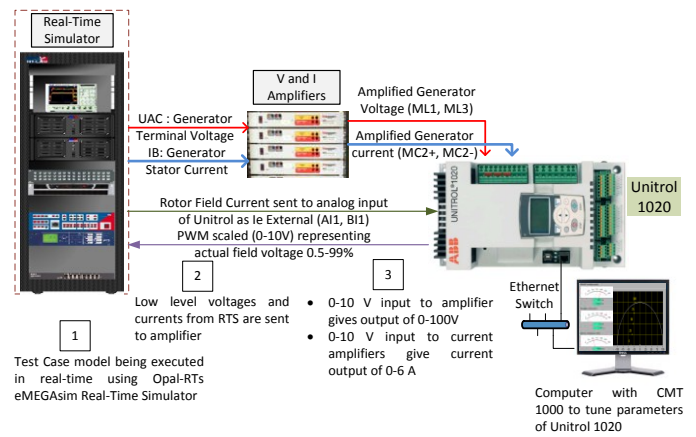 Real-Time
Simulator
V and I
Amplifiers
UAC : Generator
Terminal Voltage
IB: Generator
Stator Current
Amplified Generator
Voltage (ML1, ML3)
Amplified Generator
current (MC2+, MC2-)
UNITROL 1020
ABB
Unitrol
1020
Rotor Field Current sent to analog input
of Unitrol as Ie External (AI1, BI1)
PWM scaled (0-10V) representing
actual field voltage 0.5-99%
2
Low level voltages and
currents from RTS are sent
to amplifier
3
• 0-10 V input to amplifier
gives output of 0-100V
• 0-10 V input to current
amplifiers give current
output of 0-6 A
Ethernet
Switch
1
Test Case model being executed
in real-time using Opal-RTs
eMEGAsim Real-Time Simulator
Computer with CMT
1000 to tune parameters
of Unitrol 1020